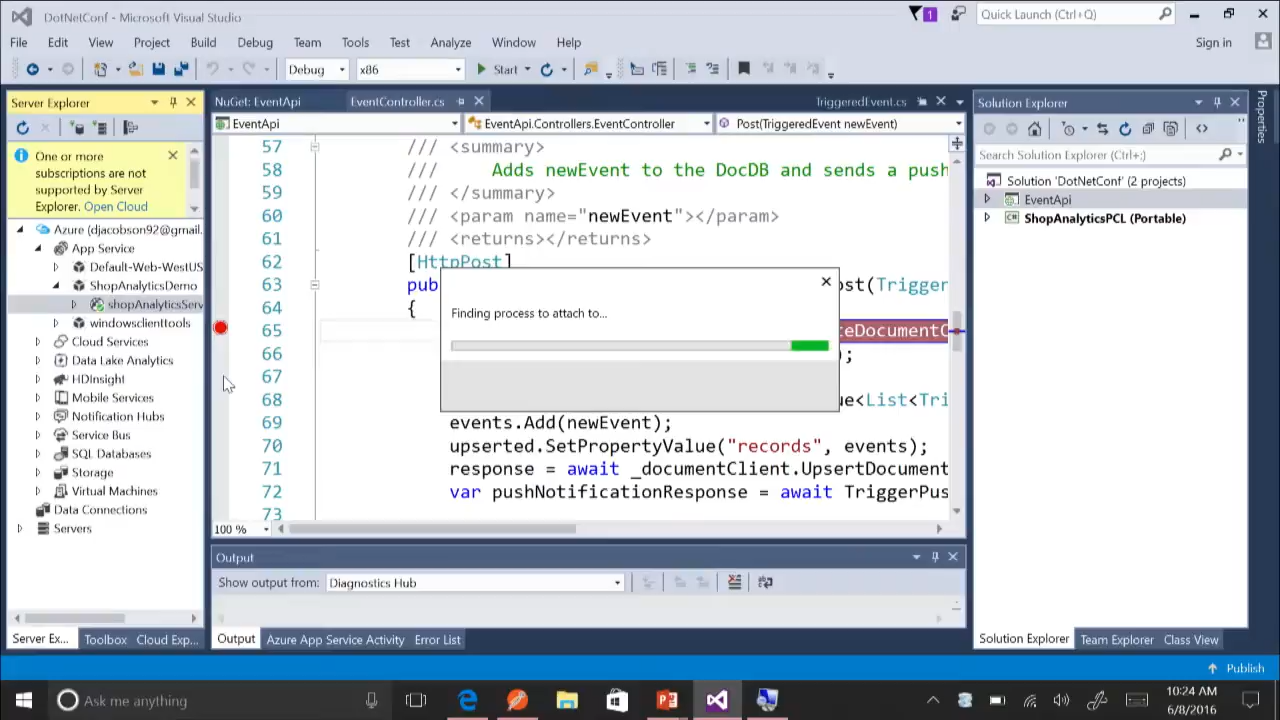 DotNetConf - Microsoft Visual Studio
1
Quick Launch (Ctrl+Q)
File Edit View Project Build Debug Team Tools Test Analyze Window Help
Sign in
Debug x86 Start
Server Explorer
One or more
subscriptions are not
supported by Server
Explorer. Open Cloud
Azure (djacobson92@gmail.
App Service
Default-Web-WestUS
ShopAnalyticsDemo
shopAnalyticsServ
windowsclienttools
Cloud Services
Data Lake Analytics
HDInsight
Mobile Services
Notification Hubs
Service Bus
SQL Databases
Storage
Virtual Machines
Data Connections
Servers
Server Ex... Toolbox Cloud Exp...
NuGet: EventApi EventController.cs TriggeredEvent.cs
EventApi EventApi.Controllers.EventController Post(TriggeredEvent newEvent)
57 /// <summary>
58 /// Adds newEvent to the DocDB and sends a push
59 /// </summary>
60 /// <param name="newEvent"></param>
61 /// <returns></returns>
62 [HttpPost]
63 pub ost(Trigger
64 {
65 teDocumentC
66 );
67
68 ue<List<Tri
69 events.Add(newEvent);
70 upserted.SetPropertyValue("records", events);
71 response = await _documentClient.UpsertDocument
72 var pushNotificationResponse = await TriggerPus
73
Finding process to attach to...
100 %
Output
Show output from: Diagnostics Hub
Output Azure App Service Activity Error List
Solution Explorer
Search Solution Explorer (Ctrl+;)
Solution 'DotNetConf' (2 projects)
EventApi
ShopAnalyticsPCL (Portable)
Solution Explorer Team Explorer Class View
Properties
Publish
Ask me anything
10:24 AM
6/8/2016